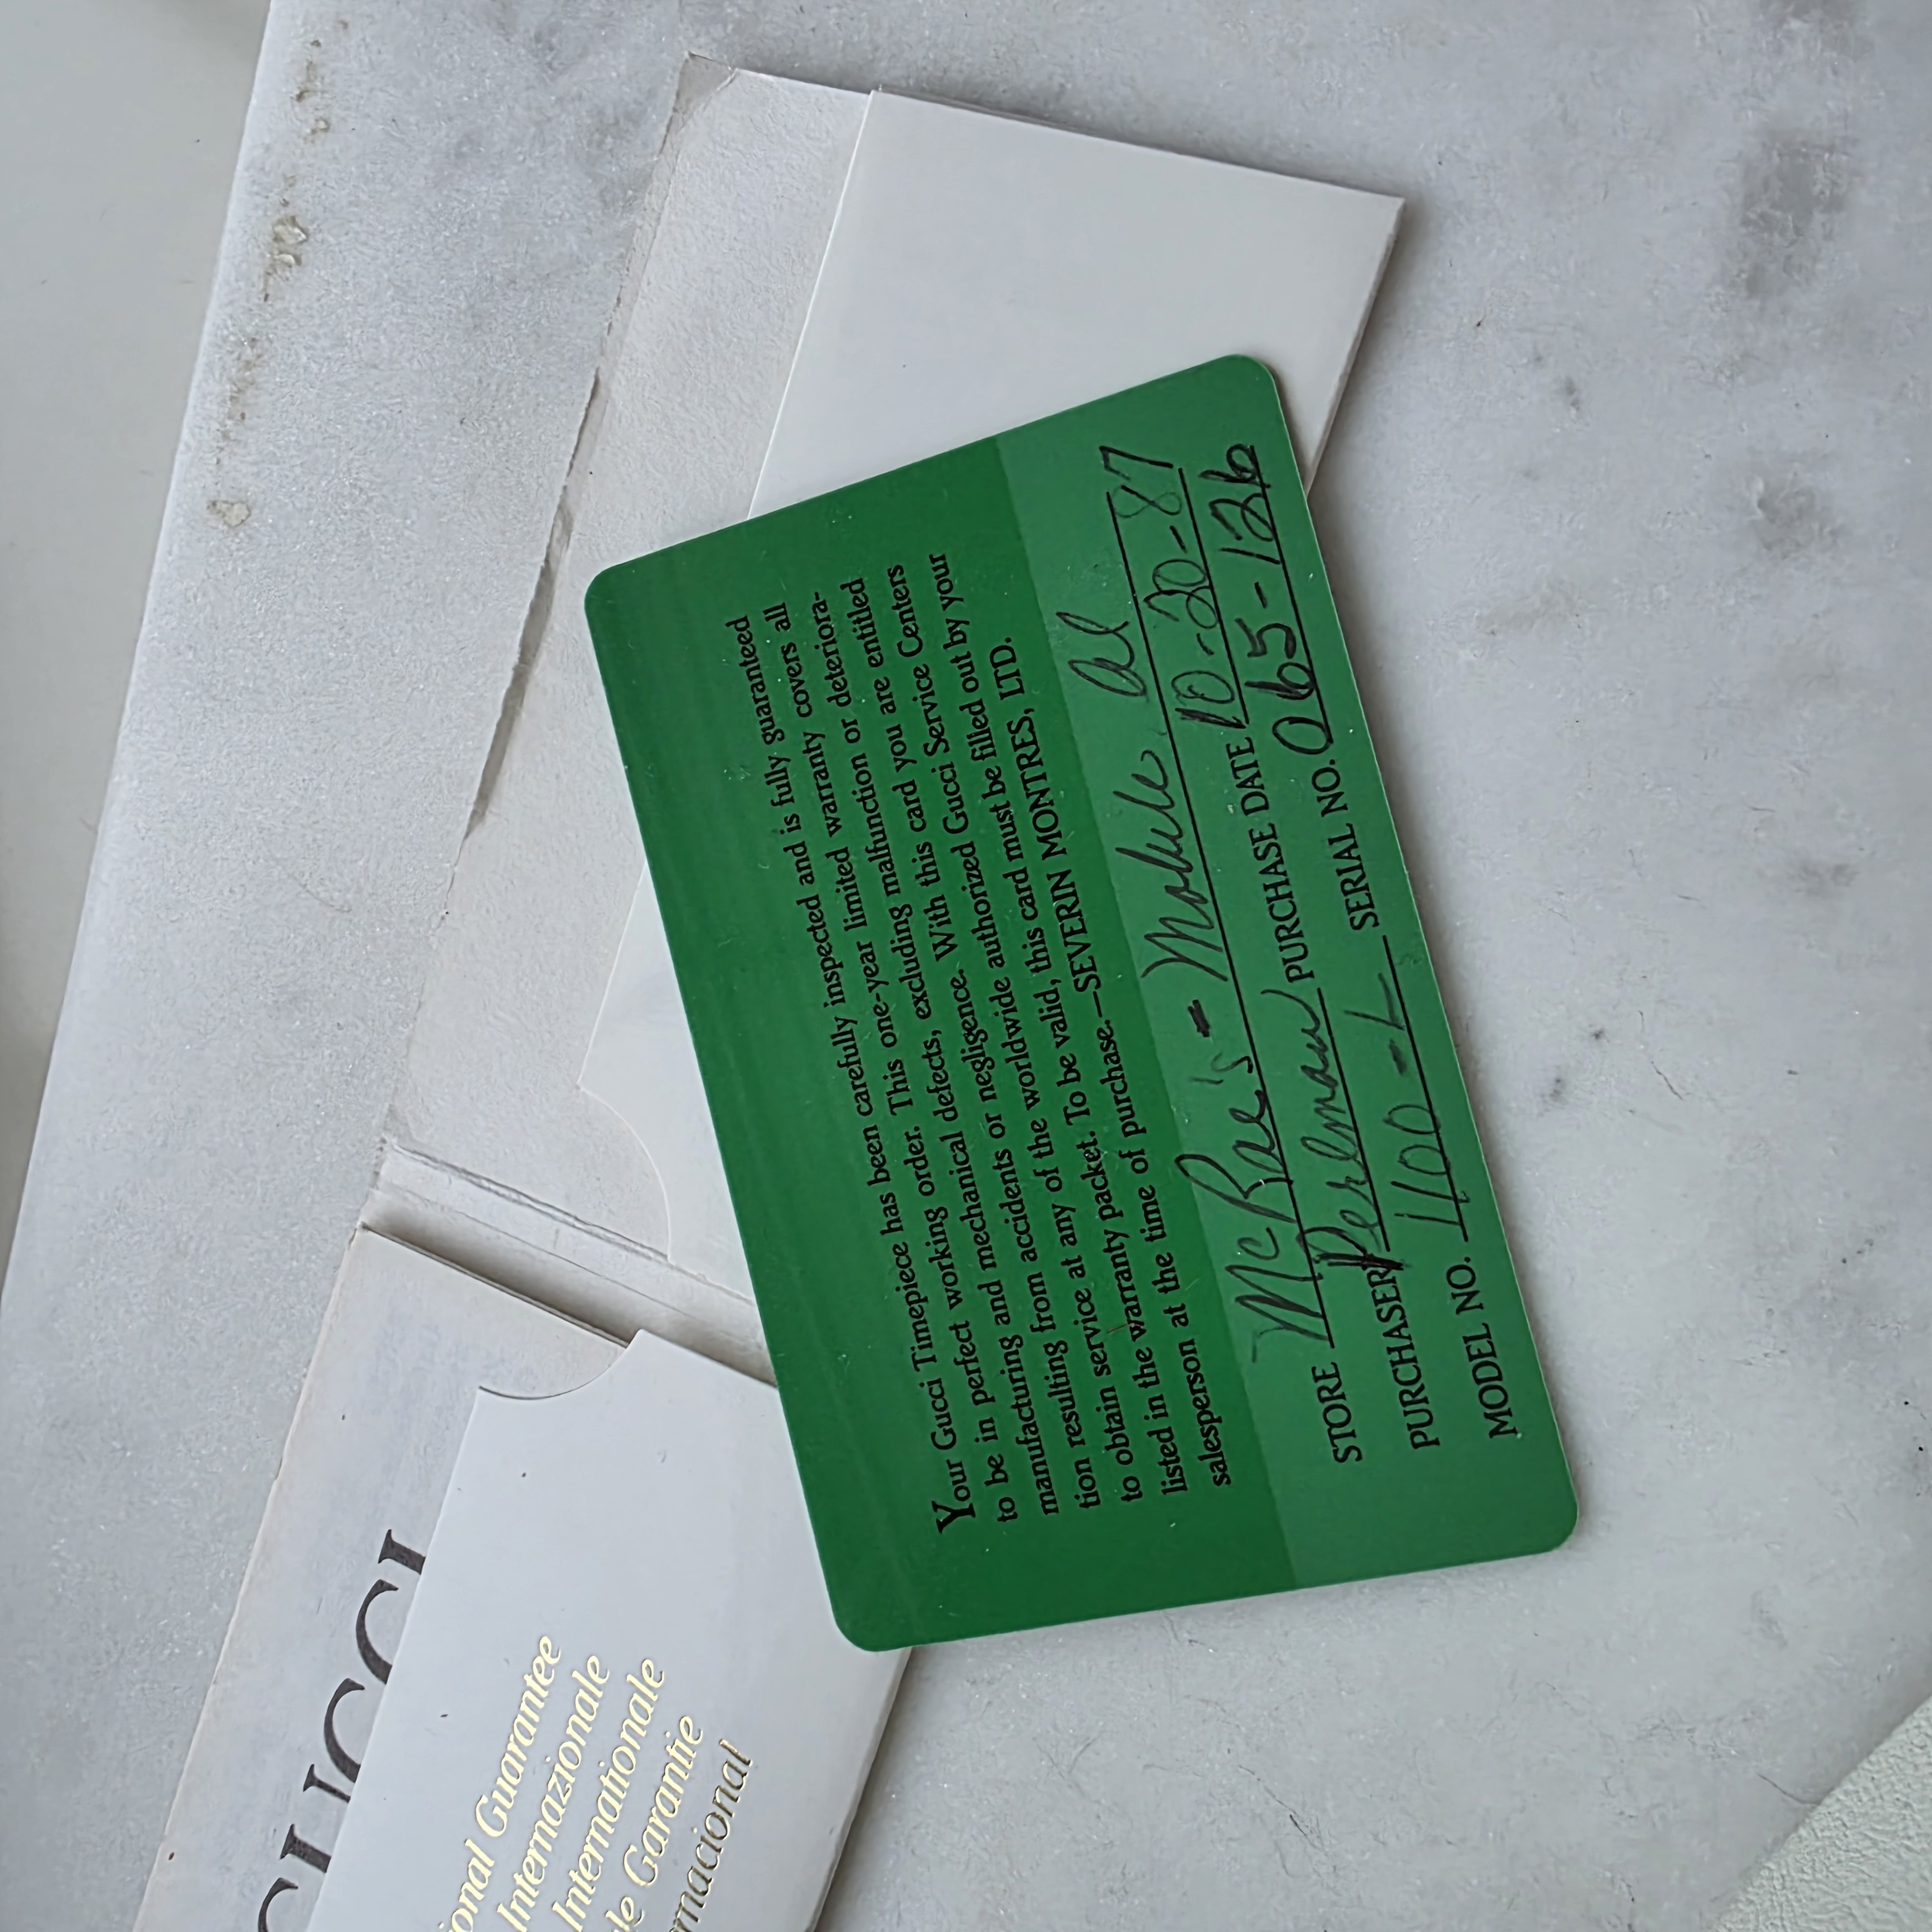 Your Gucci Timepiece has been carefully inspected and is fully guaranteed
to be in perfect working order. This one-year limited warranty covers all
manufacturing and mechanical defects, excluding malfunction or deteriora-
tion resulting from accidents or negligence. With this card you are entitled
to obtain service at any of the worldwide authorized Gucci Service Centers
listed in the warranty packet. To be valid, this card must be filled out by your
salesperson at the time of purchase.—SEVERIN MONTRES, LTD.
STORE McRae's - Mobile Al
PURCHASER Perelman PURCHASE DATE 10-20-87
MODEL NO. 1100-L SERIAL NO. 065-126
GUCCI
ional Guarantee
Internazionale
Internationale
le Garantie
rnacional